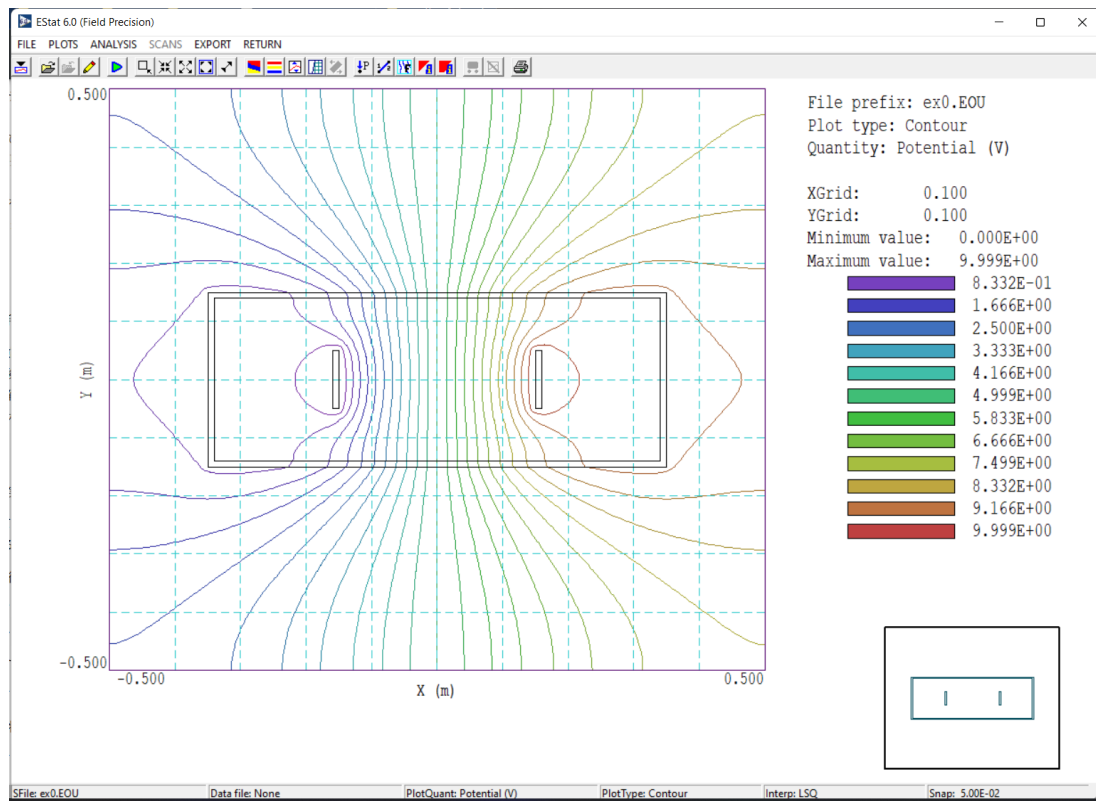 EStat 6.0 (Field Precision)
FILE PLOTS ANALYSIS SCANS EXPORT RETURN
0.500
Y (m)
-0.500
-0.500
0.500
X (m)
File prefix: ex0.EOU
Plot type: Contour
Quantity: Potential (V)
XGrid: 0.100
YGrid: 0.100
Minimum value: 0.000E+00
Maximum value: 9.999E+00
8.332E-01
1.666E+00
2.500E+00
3.333E+00
4.166E+00
4.999E+00
5.833E+00
6.666E+00
7.499E+00
8.332E+00
9.166E+00
9.999E+00
SFile: ex0.EOU
Data file: None
PlotQuant: Potential (V)
PlotType: Contour
Interp: LSQ
Snap: 5.00E-02